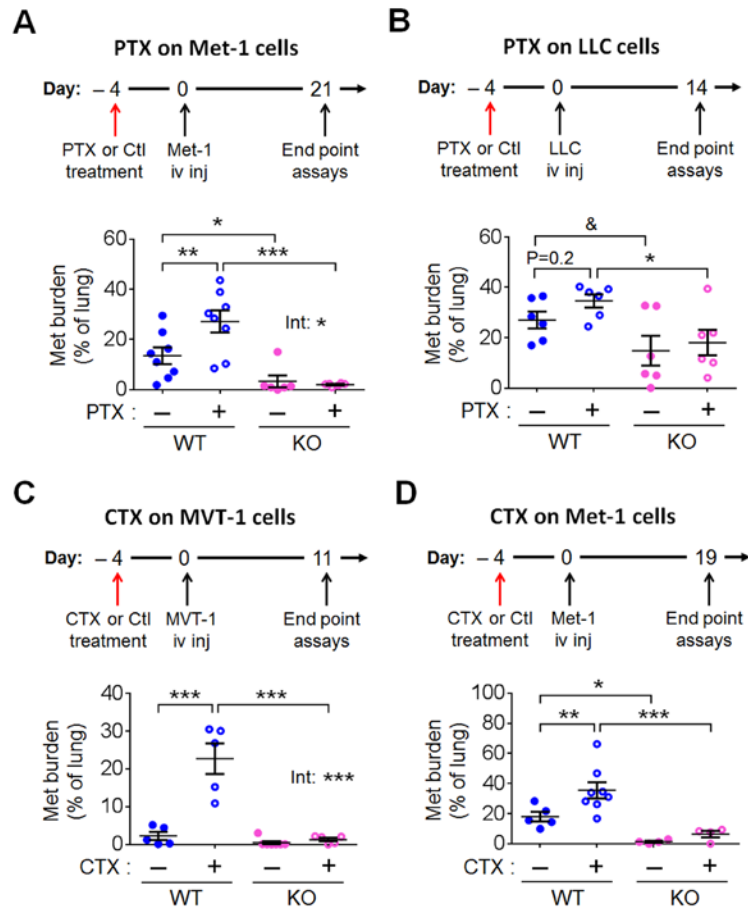 A
PTX on Met-1 cells
Day: – 4 0 21
PTX or Ctl treatment
Met-1 iv inj
End point assays
Met burden (% of lung)
60
40
20
0
*
** ***
Int: *
PTX : – + – +
WT KO
B
PTX on LLC cells
Day: – 4 0 14
PTX or Ctl treatment
LLC iv inj
End point assays
Met burden (% of lung)
60
40
20
0
&
P=0.2 *
PTX : – + – +
WT KO
C
CTX on MVT-1 cells
Day: – 4 0 11
CTX or Ctl treatment
MVT-1 iv inj
End point assays
Met burden (% of lung)
40
30
20
10
0
*** ***
Int: ***
CTX : – + – +
WT KO
D
CTX on Met-1 cells
Day: – 4 0 19
CTX or Ctl treatment
Met-1 iv inj
End point assays
Met burden (% of lung)
100
80
60
40
20
0
*
** ***
CTX : – + – +
WT KO